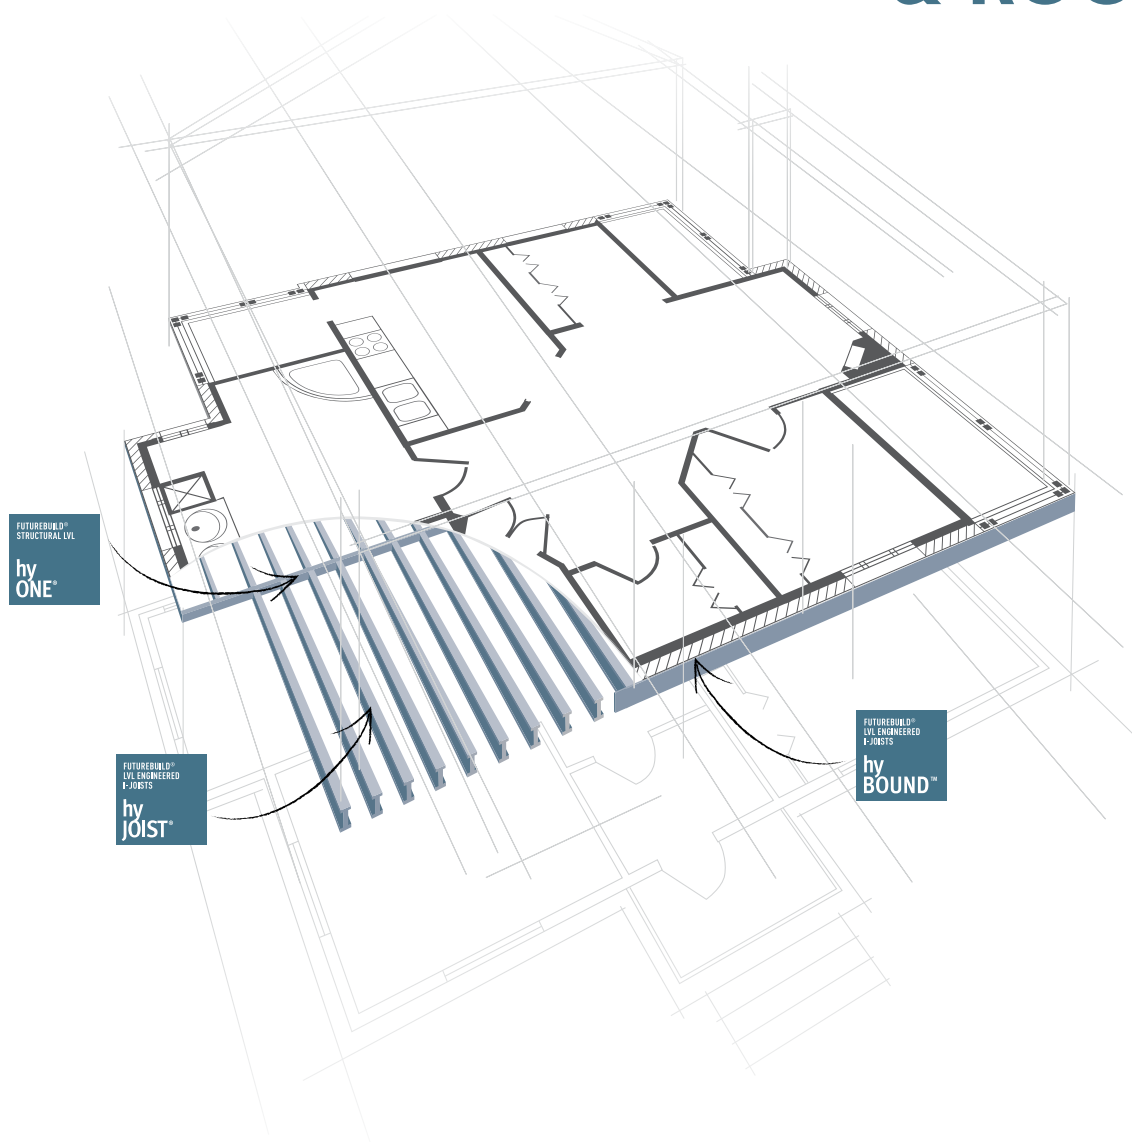 FUTUREBUILD®
STRUCTURAL LVL
hy
ONE®
FUTUREBUILD®
LVL ENGINEERED
I-JOISTS
hy
JOIST®
FUTUREBUILD®
LVL ENGINEERED
I-JOISTS
hy
BOUND™